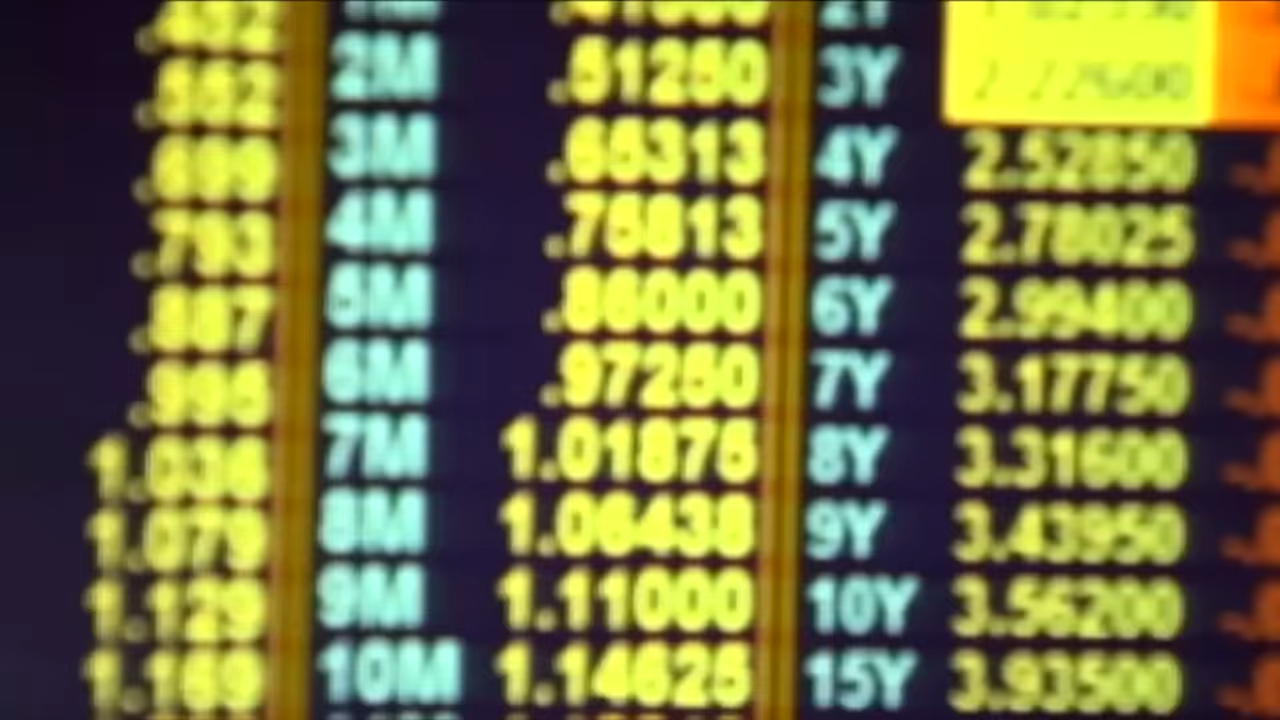 2M .51250 3Y
.552
3M .65313 4Y 2.52850
.699
4M .75813 5Y 2.78025
.793
5M .86000 6Y 2.99400
.887
6M .97250 7Y 3.17750
.995
7M 1.01875 8Y 3.31600
1.036
8M 1.06438 9Y 3.43950
1.079
9M 1.11000 10Y 3.56200
1.129
10M 1.14625 15Y 3.93500
1.169